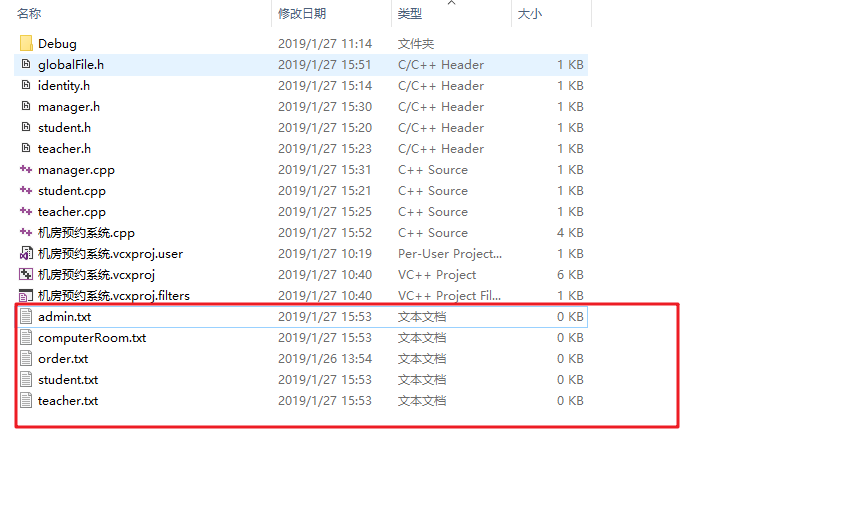 名称 修改日期 类型 大小
Debug 2019/1/27 11:14 文件夹
globalFile.h 2019/1/27 15:51 C/C++ Header 1 KB
identity.h 2019/1/27 15:14 C/C++ Header 1 KB
manager.h 2019/1/27 15:30 C/C++ Header 1 KB
student.h 2019/1/27 15:20 C/C++ Header 1 KB
teacher.h 2019/1/27 15:23 C/C++ Header 1 KB
manager.cpp 2019/1/27 15:31 C++ Source 1 KB
student.cpp 2019/1/27 15:21 C++ Source 1 KB
teacher.cpp 2019/1/27 15:25 C++ Source 1 KB
机房预约系统.cpp 2019/1/27 15:52 C++ Source 4 KB
机房预约系统.vcxproj.user 2019/1/27 10:19 Per-User Project... 1 KB
机房预约系统.vcxproj 2019/1/27 10:40 VC++ Project 6 KB
机房预约系统.vcxproj.filters 2019/1/27 10:40 VC++ Project Fil... 1 KB
admin.txt 2019/1/27 15:53 文本文档 0 KB
computerRoom.txt 2019/1/27 15:53 文本文档 0 KB
order.txt 2019/1/26 13:54 文本文档 0 KB
student.txt 2019/1/27 15:53 文本文档 0 KB
teacher.txt 2019/1/27 15:53 文本文档 0 KB